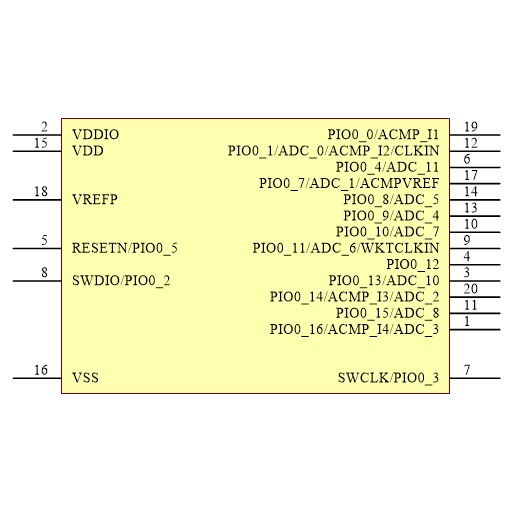 2 VDDIO PIO0_0/ACMP_I1 19
15 VDD PIO0_1/ADC_0/ACMP_I2/CLKIN 12
PIO0_4/ADC_11 6
PIO0_7/ADC_1/ACMPVREF 17
18 VREFP PIO0_8/ADC_5 14
PIO0_9/ADC_4 13
PIO0_10/ADC_7 10
5 RESETN/PIO0_5 PIO0_11/ADC_6/WKTCLKIN 9
PIO0_12 4
8 SWDIO/PIO0_2 PIO0_13/ADC_10 3
PIO0_14/ACMP_I3/ADC_2 20
PIO0_15/ADC_8 11
PIO0_16/ACMP_I4/ADC_3 1
16 VSS SWCLK/PIO0_3 7